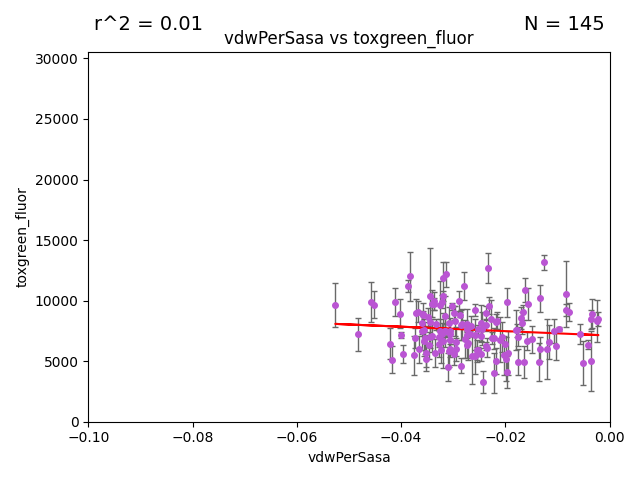 r^2 = 0.01
N = 145
vdwPerSasa vs toxgreen_fluor
30000
25000
20000
15000
10000
5000
0
toxgreen_fluor
−0.10
−0.08
−0.06
−0.04
−0.02
0.00
vdwPerSasa